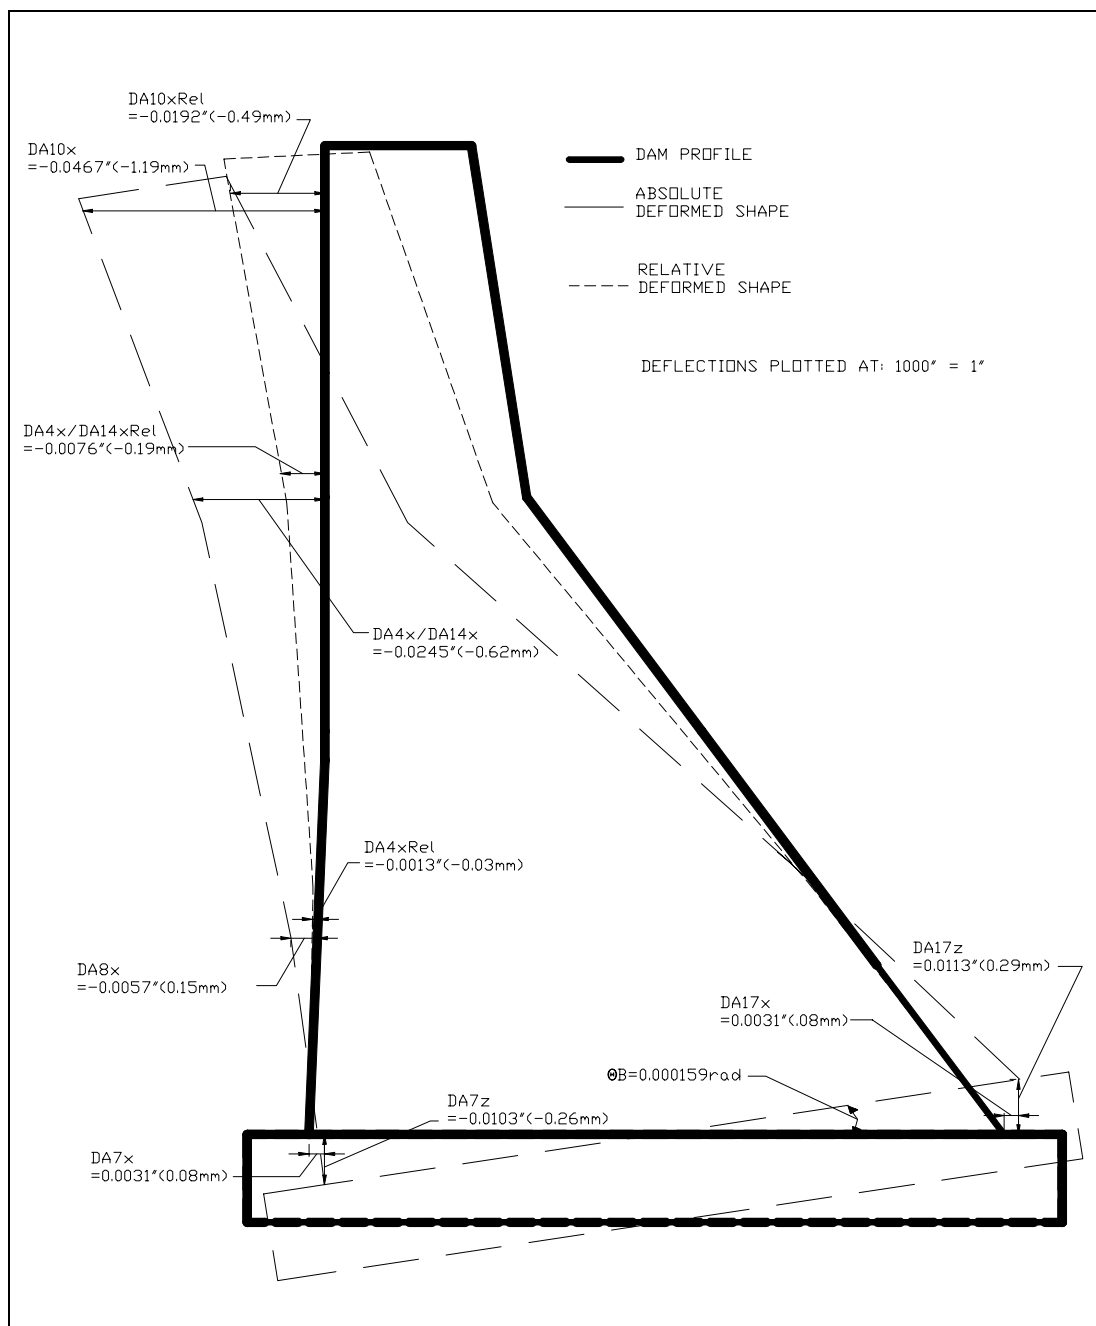 DA10xRel
=-0.0192"(-0.49mm)
DA10x
=-0.0467"(-1.19mm)
DAM PROFILE
ABSOLUTE
DEFORMED SHAPE
RELATIVE
DEFORMED SHAPE
DEFLECTIONS PLOTTED AT: 1000" = 1"
DA4x/DA14xRel
=-0.0076"(-0.19mm)
DA4x/DA14x
=-0.0245"(-0.62mm)
DA4xRel
=-0.0013"(-0.03mm)
DA8x
=-0.0057"(0.15mm)
DA17z
=0.0113"(0.29mm)
DA17x
=0.0031"(.08mm)
ΘB=0.000159rad
DA7z
=-0.0103"(-0.26mm)
DA7x
=0.0031"(0.08mm)